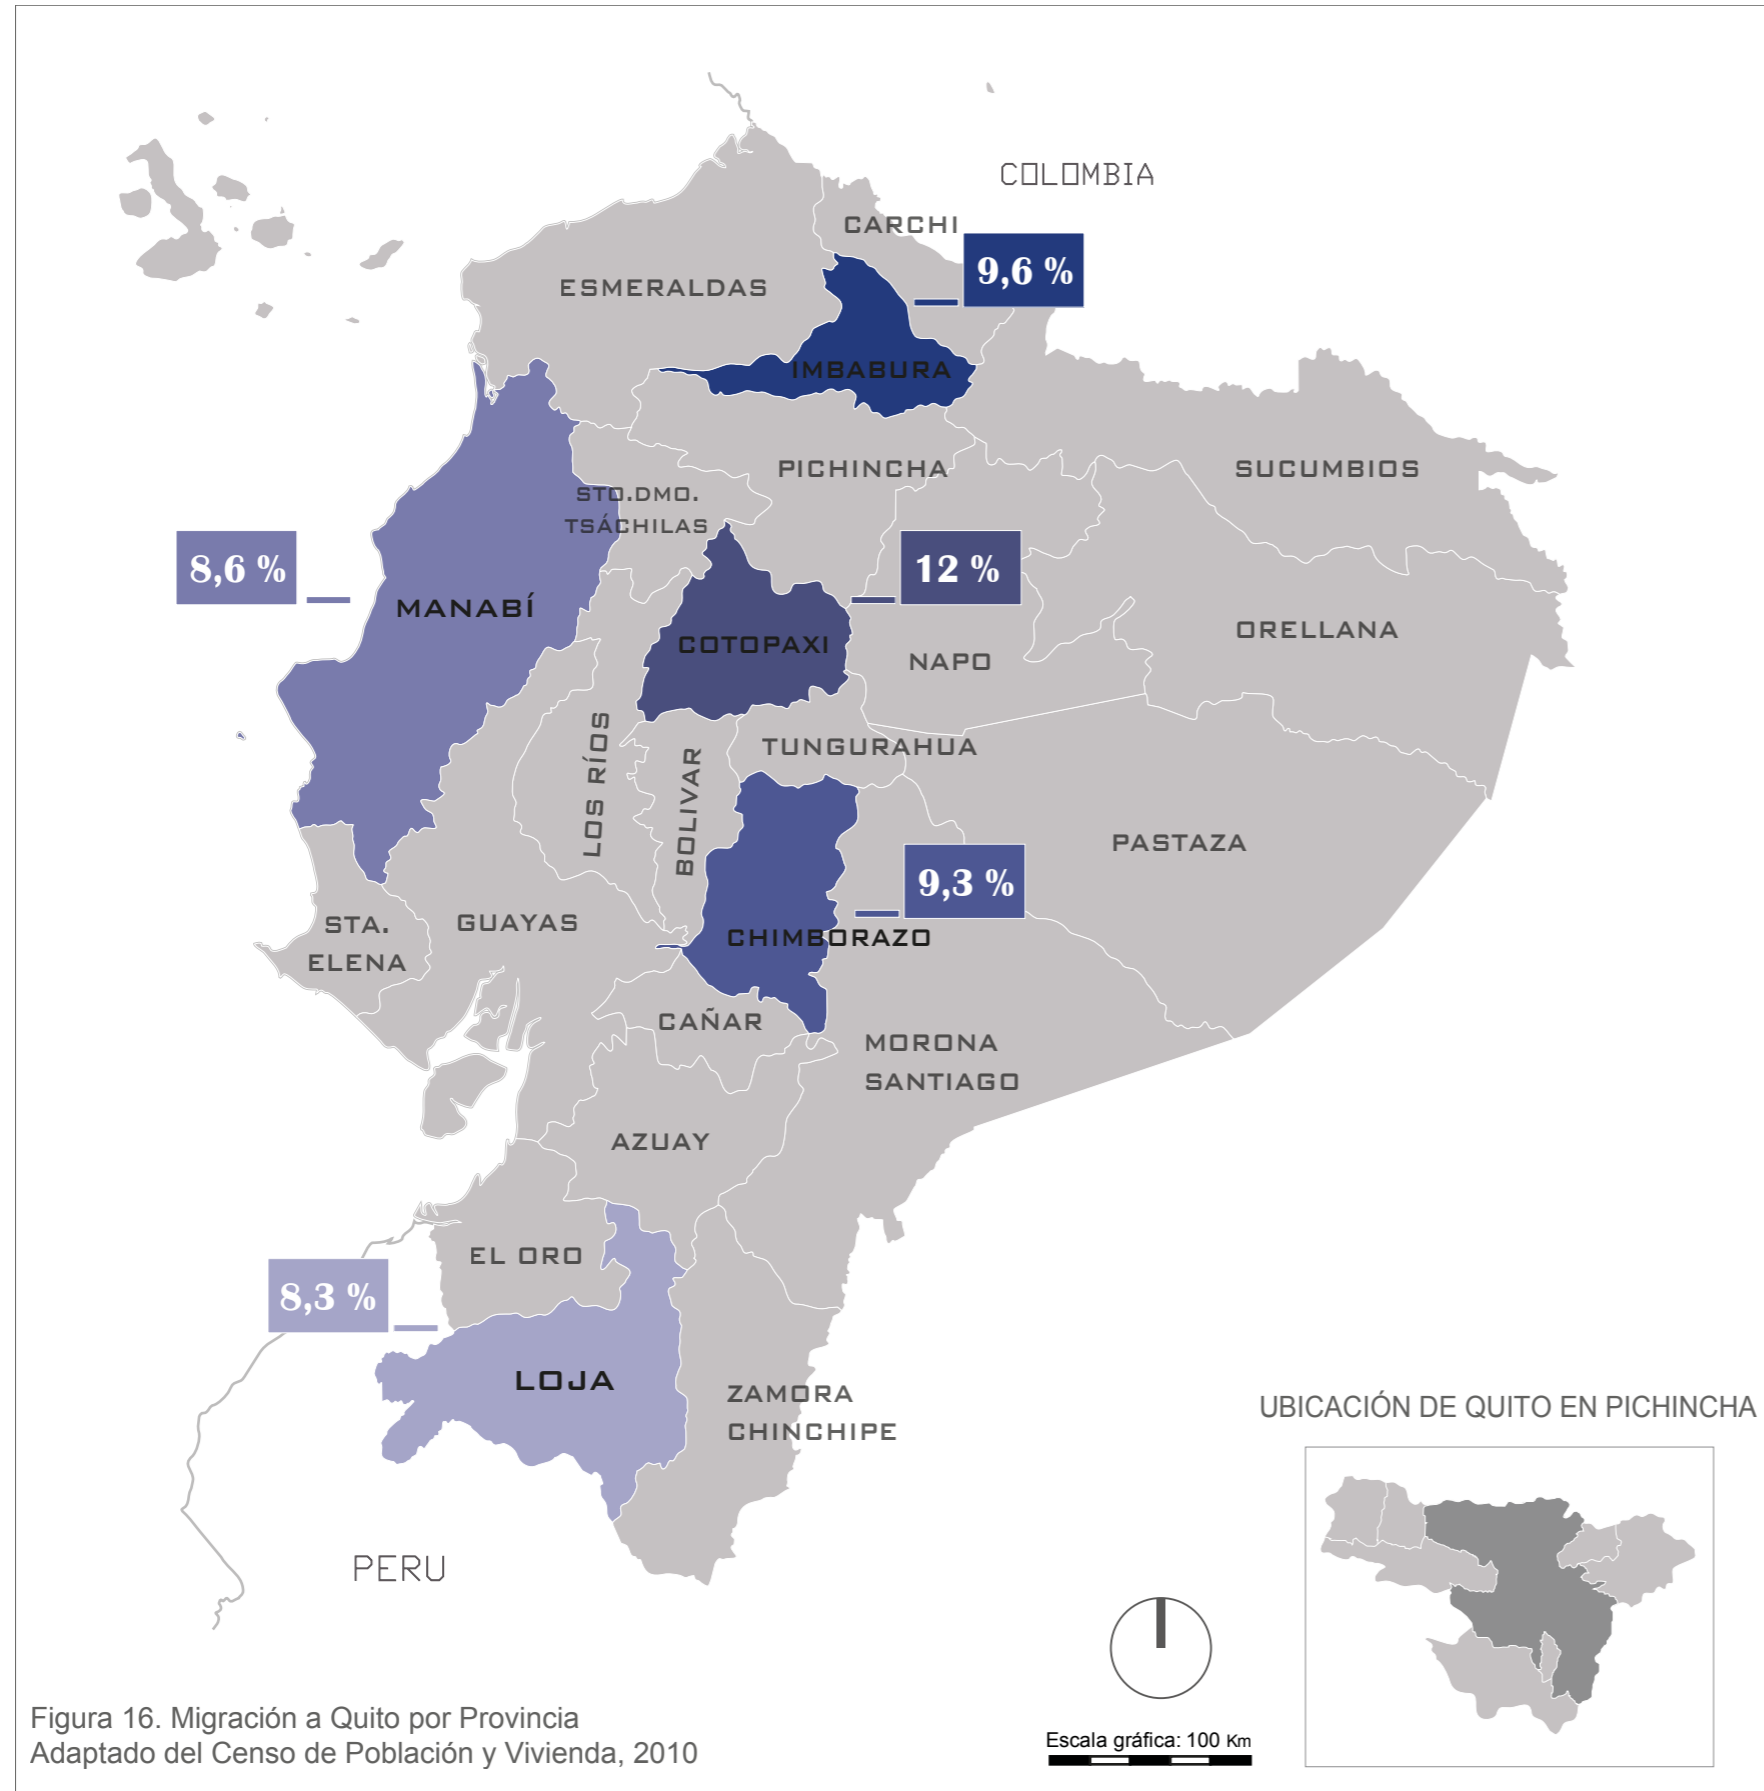 COLOMBIA
CARCHI
9,6 %
ESMERALDAS
IMBABURA
PICHINCHA
SUCUMBIOS
STO.DMO.
TSÁCHILAS
8,6 %
12 %
MANABÍ
COTOPAXI
ORELLANA
NAPO
TUNGURAHUA
LOS RÍOS
BOLIVAR
PASTAZA
9,3 %
STA.
ELENA
GUAYAS
CHIMBORAZO
CAÑAR
MORONA
SANTIAGO
AZUAY
EL ORO
8,3 %
LOJA
ZAMORA
CHINCHIPE
UBICACIÓN DE QUITO EN PICHINCHA
PERU
Figura 16. Migración a Quito por Provincia
Adaptado del Censo de Población y Vivienda, 2010
Escala gráfica: 100 Km